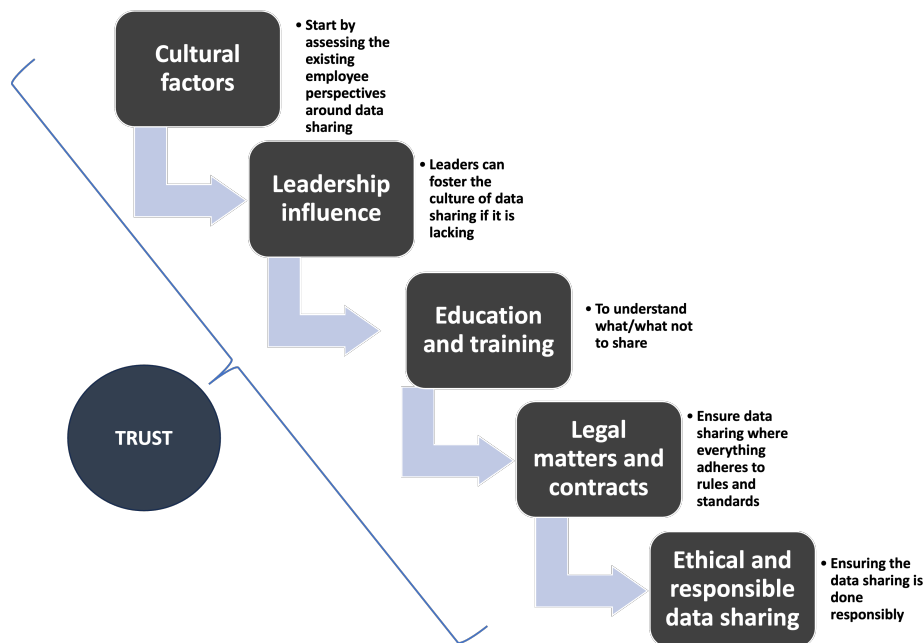 Cultural
factors
• Start by
assessing the
existing
employee
perspectives
around data
sharing
Leadership
influence
• Leaders can
foster the
culture of data
sharing if it is
lacking
Education
and training
• To understand
what/what not
to share
TRUST
Legal
matters and
contracts
• Ensure data
sharing where
everything
adheres to
rules and
standards
Ethical and
responsible
data sharing
• Ensuring the
data sharing is
done
responsibly